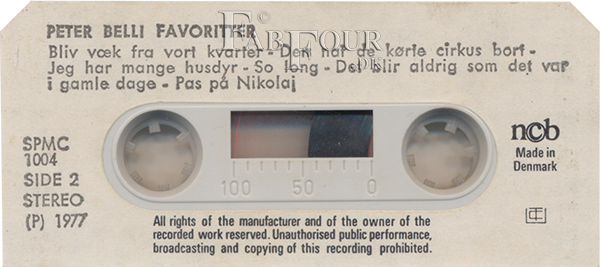 PETER BELLI FAVORITTER
Bliv væk fra vort kvarter - Den har de kørte cirkus bort -
Jeg har mange husdyr - So long - Det blir aldrig som det var
i gamle dage - Pas på Nikolaj
FABFOUR
.DK
SPMC
1004
SIDE 2
STEREO
(P) 1977
100 50 0
ncb
Made in
Denmark
All rights of the manufacturer and of the owner of the
recorded work reserved. Unauthorised public performance,
broadcasting and copying of this recording prohibited.